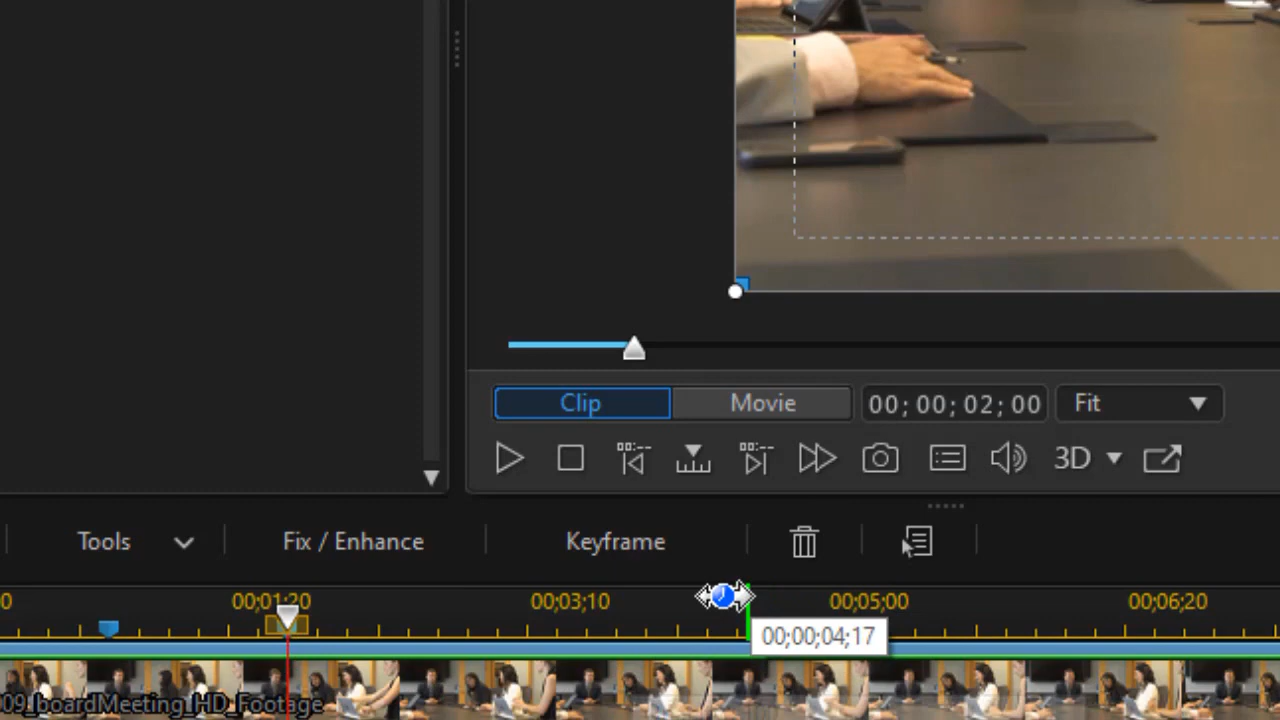 Clip Movie 00;00;02;00 Fit
3D
Tools Fix / Enhance Keyframe
0 00;01;20 00;03;10 00;05;00 00;06;20
00;00;04;17
09_boardMeeting_HD_Footage